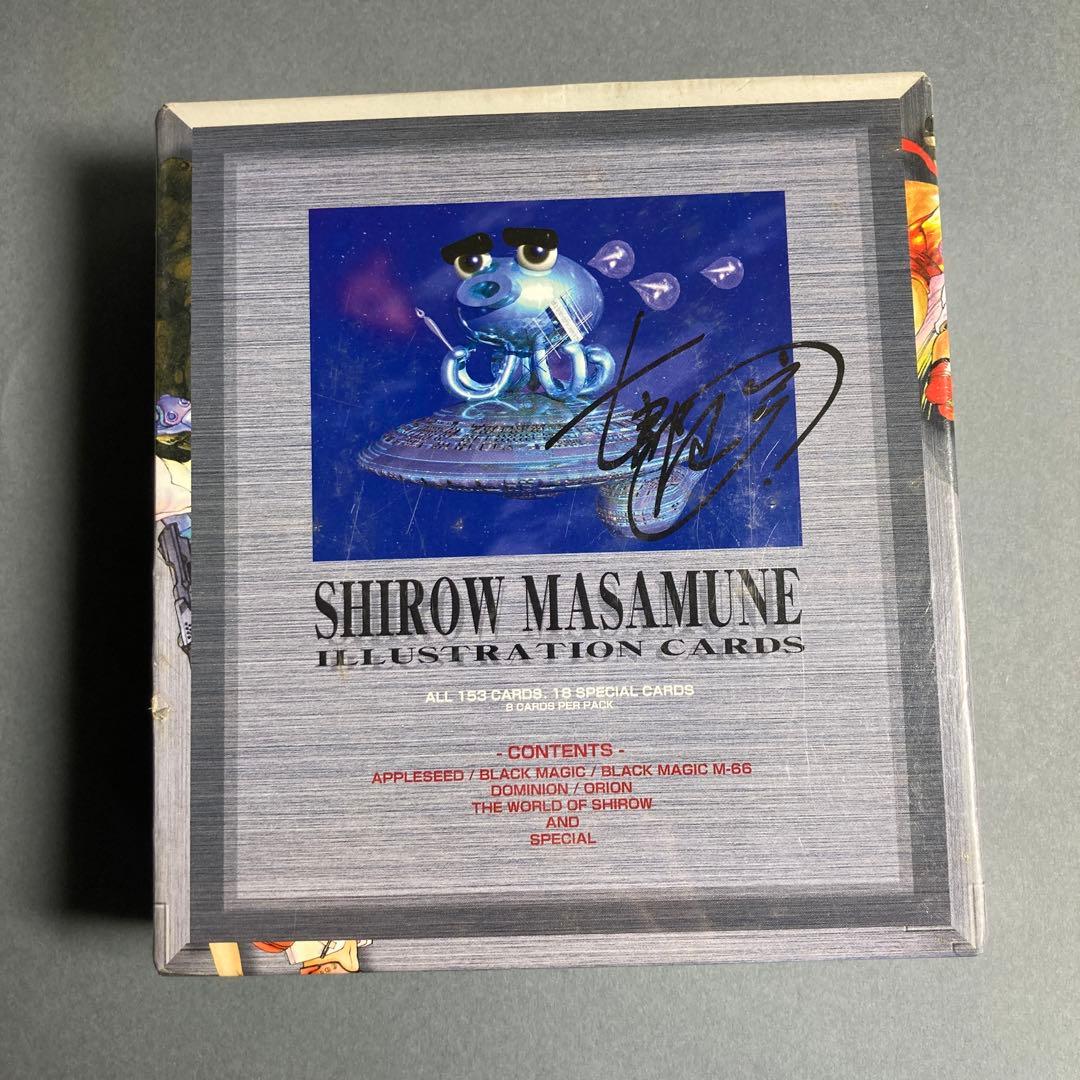 SHIROW MASAMUNE
ILLUSTRATION CARDS
ALL 153 CARDS. 18 SPECIAL CARDS
8 CARDS PER PACK
- CONTENTS -
APPLESEED / BLACK MAGIC / BLACK MAGIC M-66
DOMINION / ORION
THE WORLD OF SHIROW
AND
SPECIAL